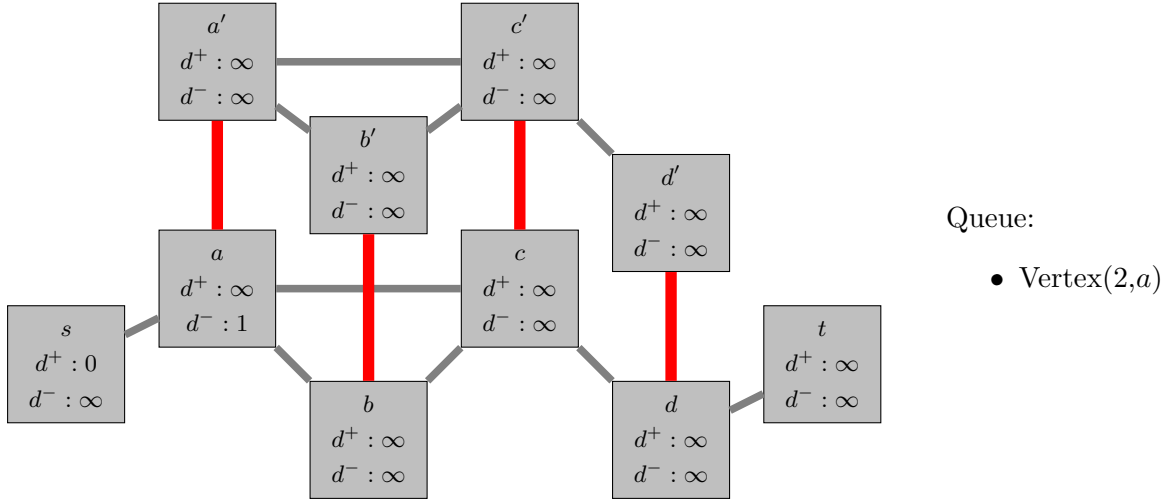 a′
d⁺ : ∞
d⁻ : ∞
c′
d⁺ : ∞
d⁻ : ∞
b′
d⁺ : ∞
d⁻ : ∞
d′
d⁺ : ∞
d⁻ : ∞
a
d⁺ : ∞
d⁻ : 1
c
d⁺ : ∞
d⁻ : ∞
s
d⁺ : 0
d⁻ : ∞
b
d⁺ : ∞
d⁻ : ∞
d
d⁺ : ∞
d⁻ : ∞
t
d⁺ : ∞
d⁻ : ∞
Queue:
• Vertex(2,a)